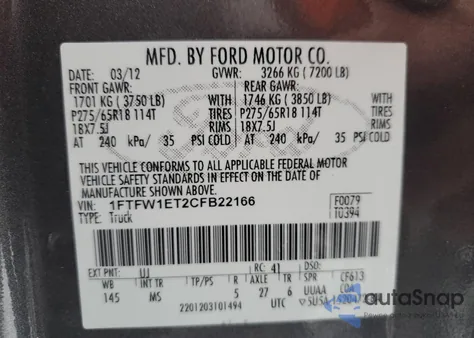 MFD. BY FORD MOTOR CO.
DATE: 03/12 GVWR: 3266 KG ( 7200 LB)
FRONT GAWR: REAR GAWR:
1701 KG ( 3750 LB) WITH 1746 KG ( 3850 LB) WITH
P275/65R18 114T TIRES P275/65R18 114T TIRES
18X7.5J RIMS 18X7.5J RIMS
AT 240 kPa/ 35 PSI COLD AT 240 kPa/ 35 PSI COLD
THIS VEHICLE CONFORMS TO ALL APPLICABLE FEDERAL MOTOR
VEHICLE SAFETY STANDARDS IN EFFECT ON THE DATE OF
MANUFACTURE SHOWN ABOVE.
VIN: 1FTFW1ET2CFB22166 F0079
TYPE: Truck T0394
EXT PNT: UJ RC: 41 DSO:
WB INT TR TP/PS R AXLE TR SPR CF613
145 MS 5 27 6 UUAA
2201203101494 UTC
autoSnap
Powered by AutoBidMaster